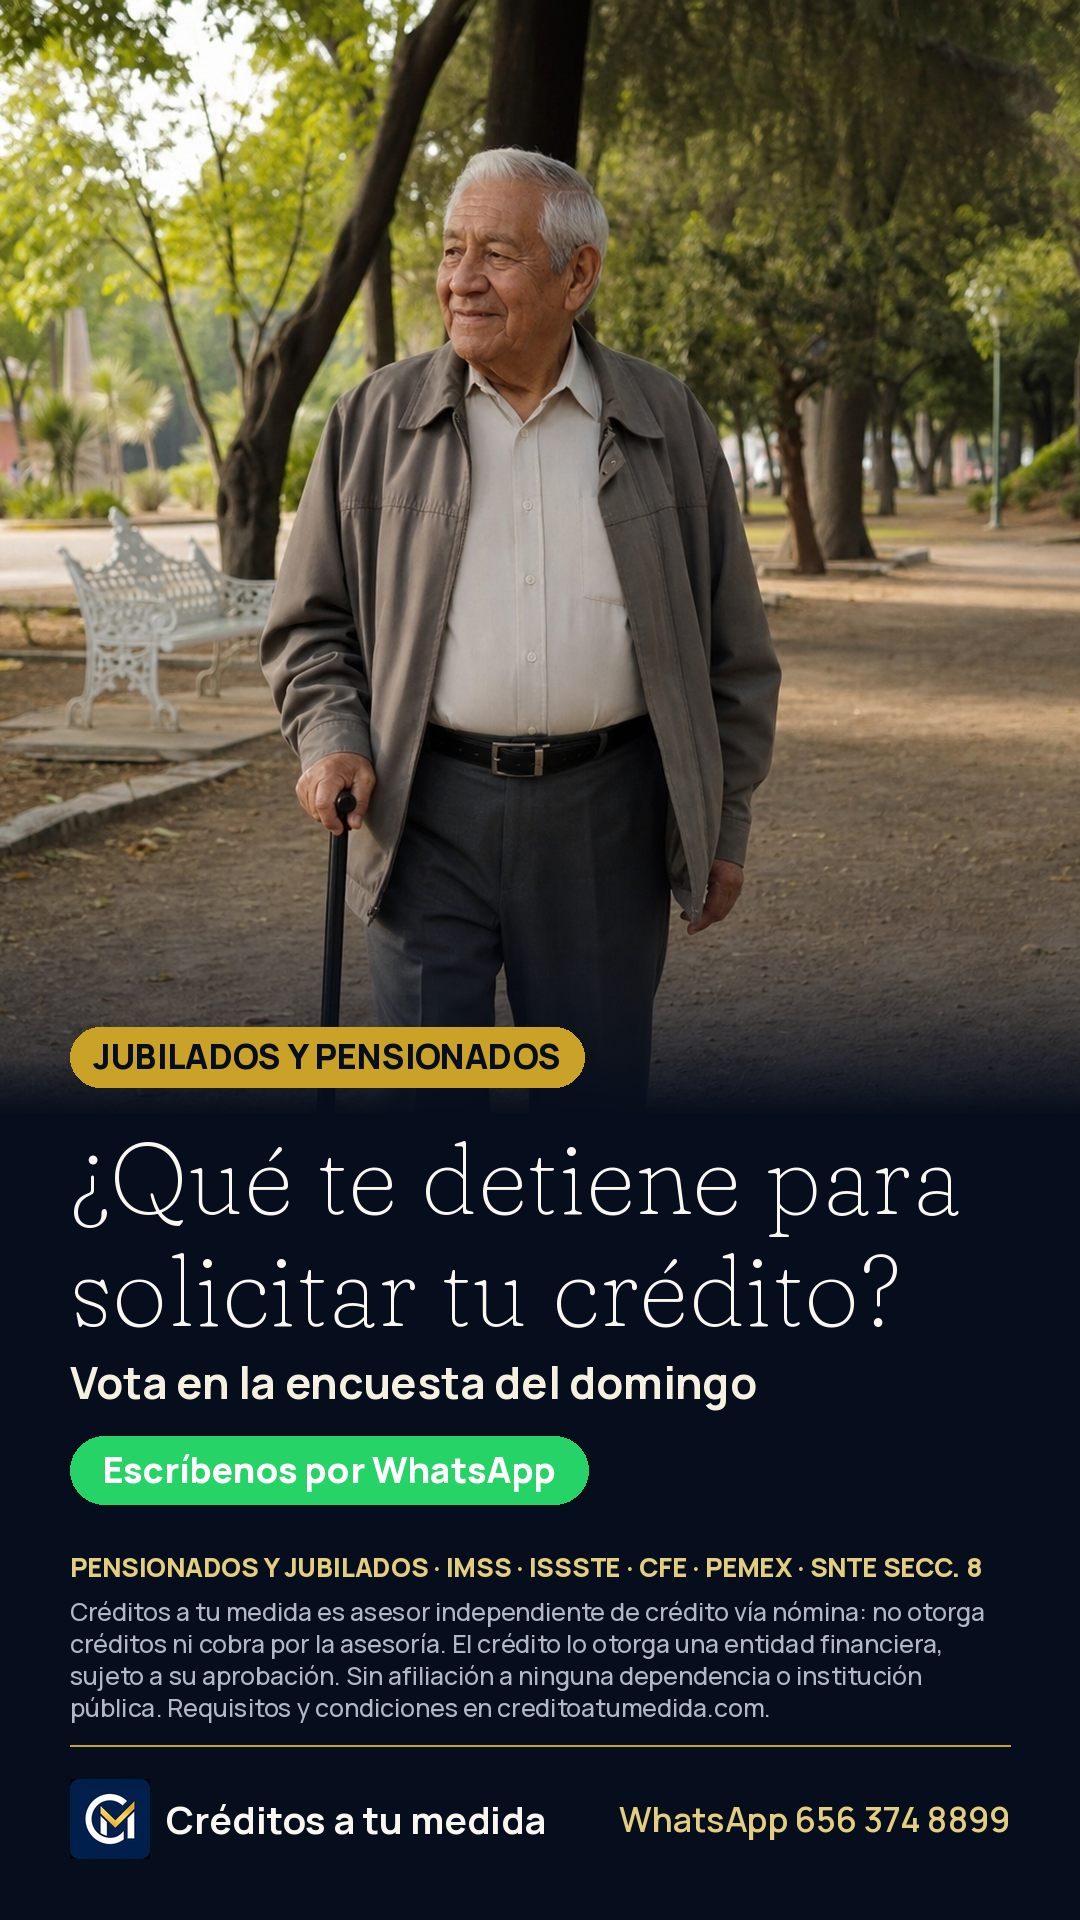 JUBILADOS Y PENSIONADOS
¿Qué te detiene para
solicitar tu crédito?
Vota en la encuesta del domingo
Escríbenos por WhatsApp
PENSIONADOS Y JUBILADOS · IMSS · ISSSTE · CFE · PEMEX · SNTE SECC. 8
Créditos a tu medida es asesor independiente de crédito vía nómina: no otorga
créditos ni cobra por la asesoría. El crédito lo otorga una entidad financiera,
sujeto a su aprobación. Sin afiliación a ninguna dependencia o institución
pública. Requisitos y condiciones en creditoatumedida.com.
Créditos a tu medida
WhatsApp 656 374 8899